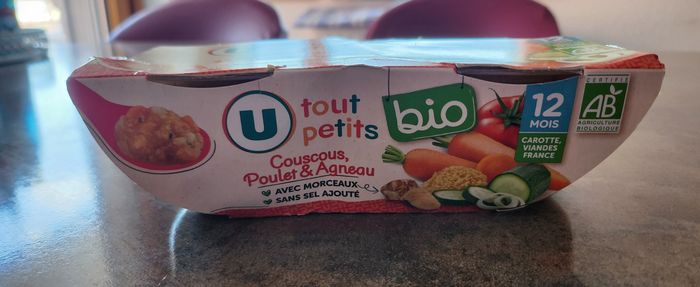 U
tout
petits
bio
Couscous,
Poulet & Agneau
AVEC MORCEAUX
SANS SEL AJOUTÉ
12
MOIS
CAROTTE,
VIANDES
FRANCE
CERTIFIÉ
AB
AGRICULTURE
BIOLOGIQUE